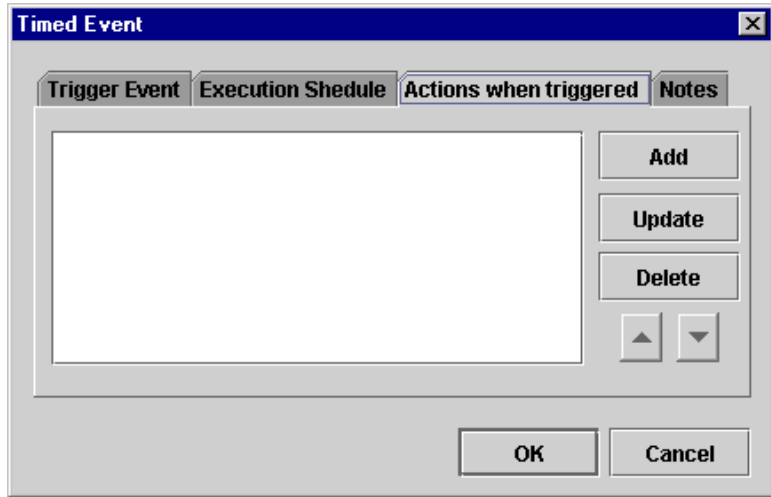 Timed Event
Trigger Event Execution Shedule Actions when triggered Notes
Add
Update
Delete
OK Cancel